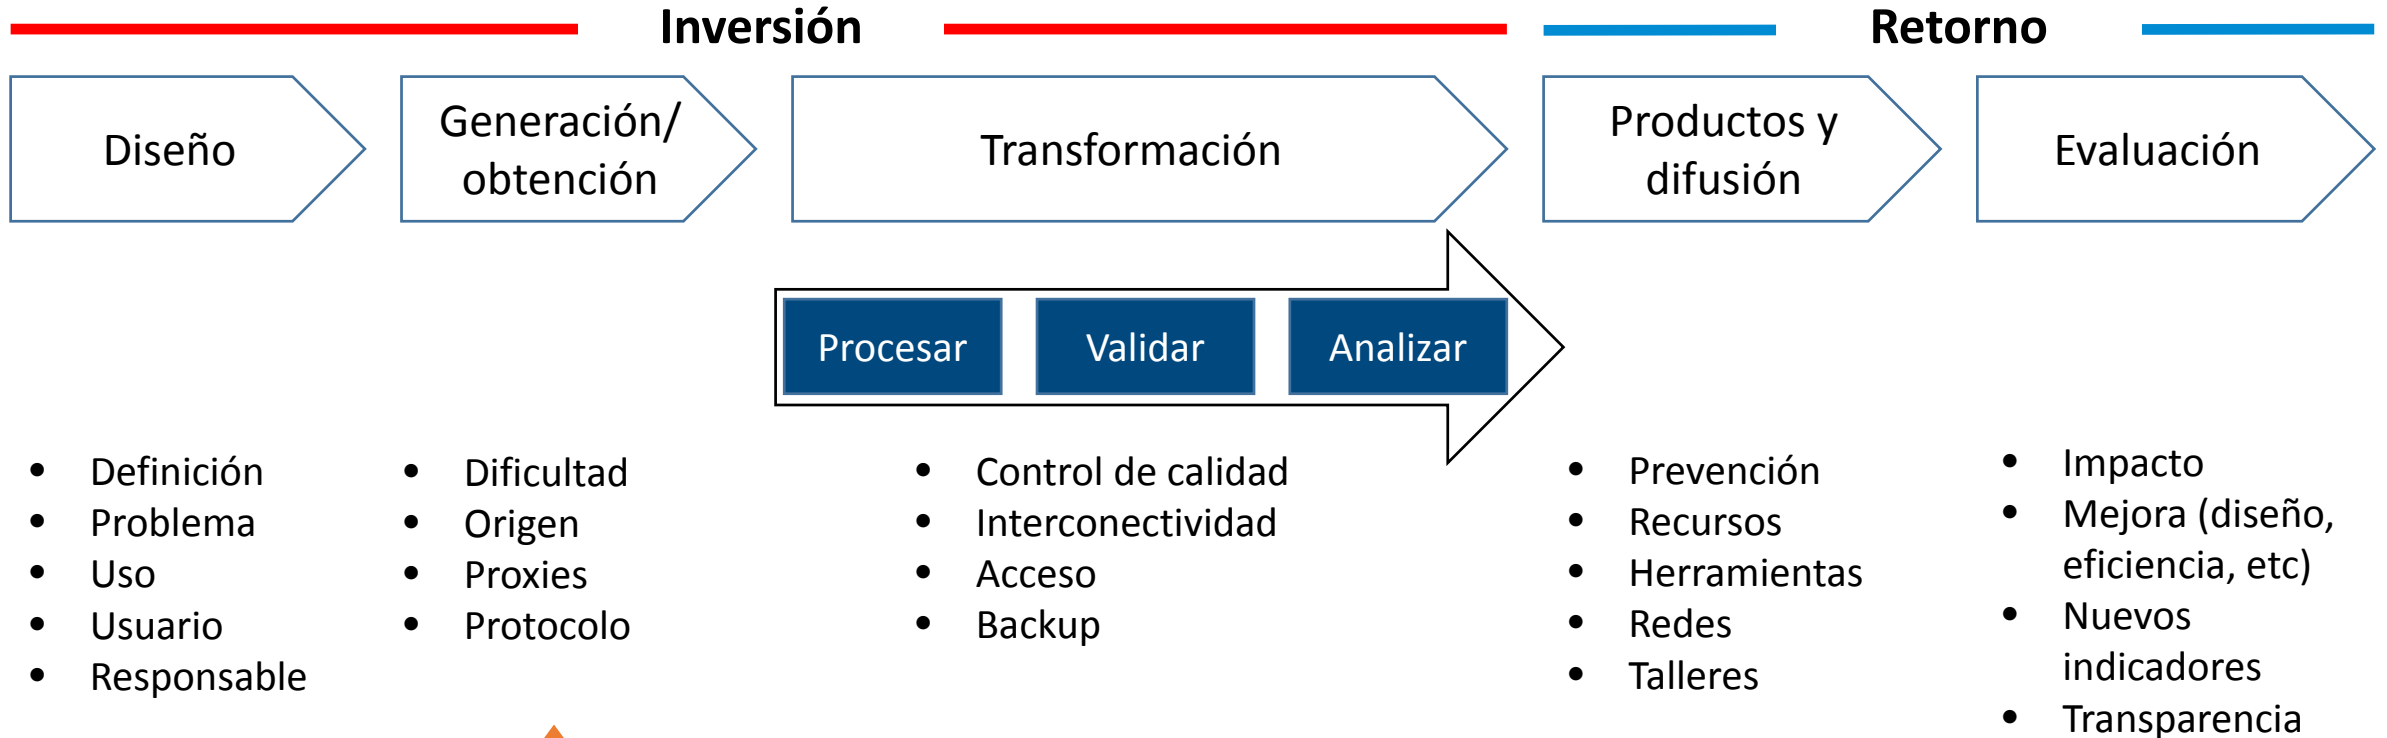 Inversión
Retorno
Diseño
Generación/
obtención
Transformación
Productos y
difusión
Evaluación
Procesar
Validar
Analizar
• Definición
• Problema
• Uso
• Usuario
• Responsable
• Dificultad
• Origen
• Proxies
• Protocolo
• Control de calidad
• Interconectividad
• Acceso
• Backup
• Prevención
• Recursos
• Herramientas
• Redes
• Talleres
• Impacto
• Mejora (diseño,
eficiencia, etc)
• Nuevos
indicadores
• Transparencia